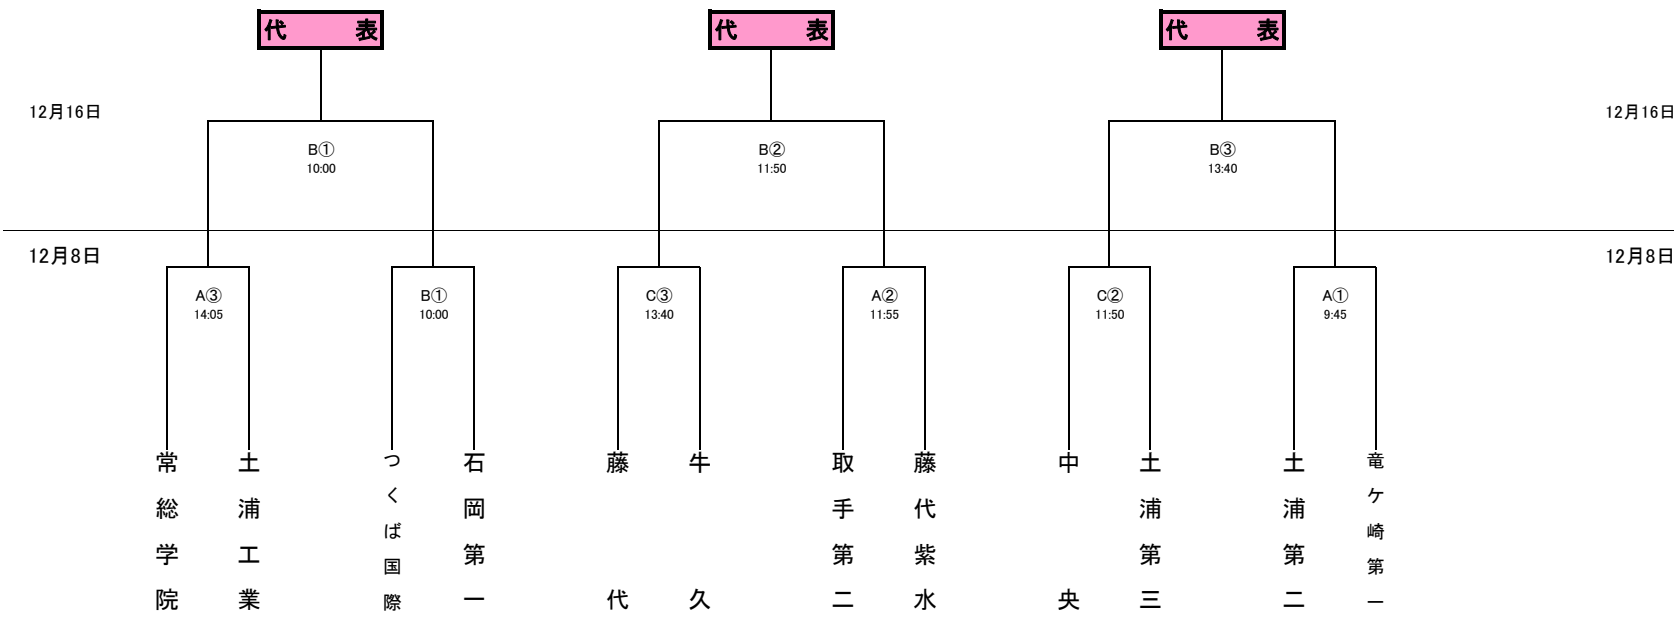 代　表
代　表
代　表
12月16日
12月16日
B①
10:00
B②
11:50
B③
13:40
12月8日
12月8日
A③
14:05
B①
10:00
C③
13:40
A②
11:55
C②
11:50
A①
9:45
常総学院
土浦工業
つくば国際
石岡第一
藤代
牛久
取手第二
藤代紫水
中央
土浦第三
土浦第二
竜ケ崎第一